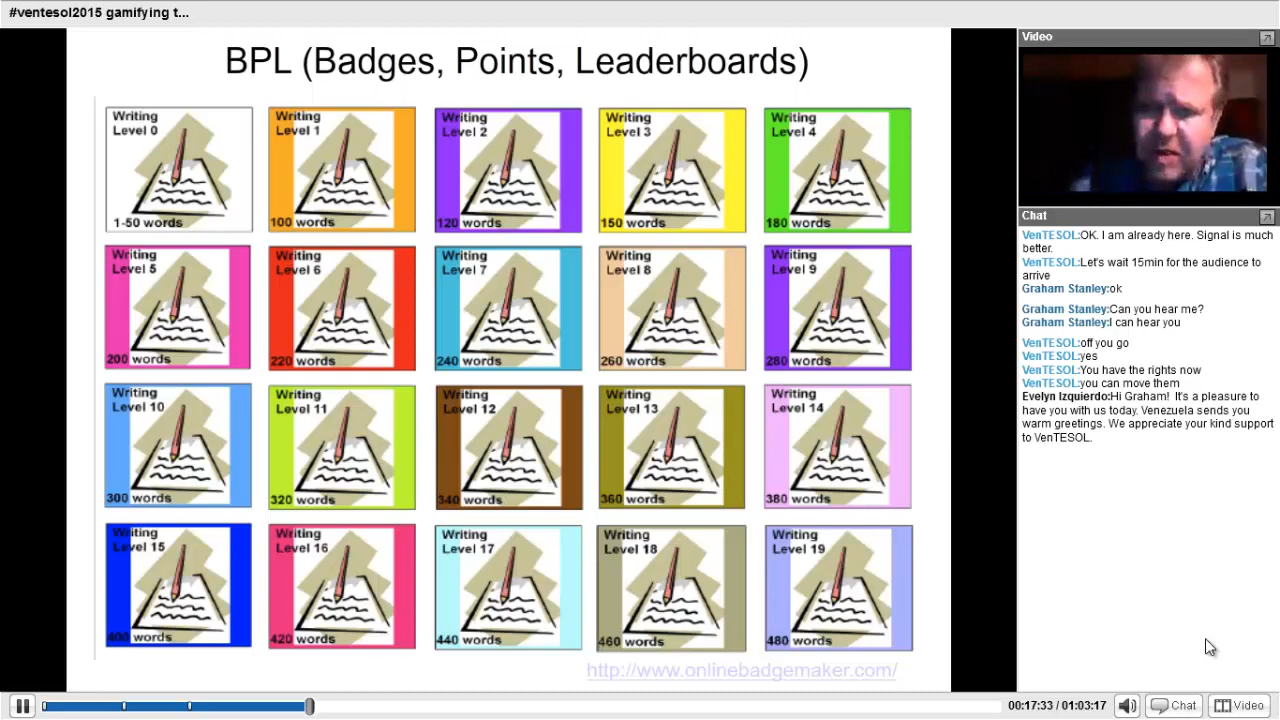 #ventesol2015 gamifying t...
BPL (Badges, Points, Leaderboards)
Writing
Level 0
1-50 words
Writing
Level 1
100 words
Writing
Level 2
120 words
Writing
Level 3
150 words
Writing
Level 4
180 words
Writing
Level 5
200 words
Writing
Level 6
220 words
Writing
Level 7
240 words
Writing
Level 8
260 words
Writing
Level 9
280 words
Writing
Level 10
300 words
Writing
Level 11
320 words
Writing
Level 12
340 words
Writing
Level 13
360 words
Writing
Level 14
380 words
Writing
Level 15
400 words
Writing
Level 16
420 words
Writing
Level 17
440 words
Writing
Level 18
460 words
Writing
Level 19
480 words
http://www.onlinebadgemaker.com/
Video
Chat
VenTESOL:OK. I am already here. Signal is much
better.
VenTESOL:Let's wait 15min for the audience to
arrive
Graham Stanley:ok
Graham Stanley:Can you hear me?
Graham Stanley:I can hear you
VenTESOL:off you go
VenTESOL:yes
VenTESOL:You have the rights now
VenTESOL:you can move them
Evelyn Izquierdo:Hi Graham! It's a pleasure to
have you with us today. Venezuela sends you
warm greetings. We appreciate your kind support
to VenTESOL.
00:17:33 / 01:03:17
Chat
Video